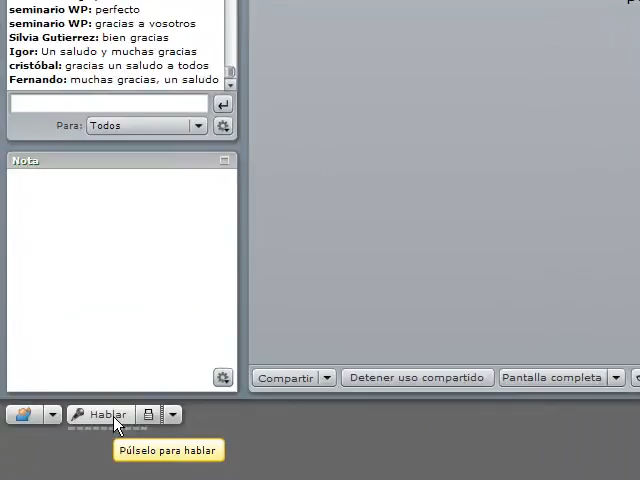 seminario WP: perfecto
seminario WP: gracias a vosotros
Silvia Gutierrez: bien gracias
Igor: Un saludo y muchas gracias
cristóbal: gracias un saludo a todos
Fernando: muchas gracias, un saludo
Para: Todos
Nota
Compartir
Detener uso compartido
Pantalla completa
Hablar
Púlselo para hablar